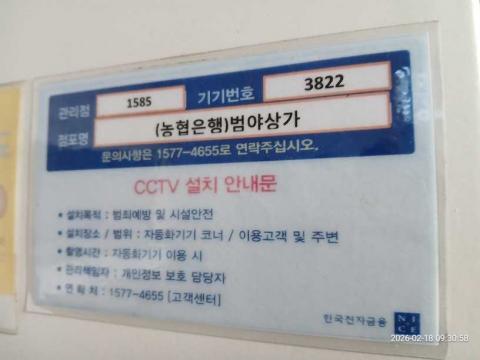 관리점 1585 기기번호 3822
점포명 (농협은행)범야상가
문의사항은 1577-4655로 연락주십시오.
CCTV 설치 안내문
• 설치목적 : 범죄예방 및 시설안전
• 설치장소 / 범위 : 자동화기기 코너 / 이용고객 및 주변
• 촬영시간 : 자동화기기 이용 시
• 관리책임자 : 개인정보 보호 담당자
• 연 락 처 : 1577-4655 [고객센터]
한국전자금융 NICE
2026-02-18 09:30:58